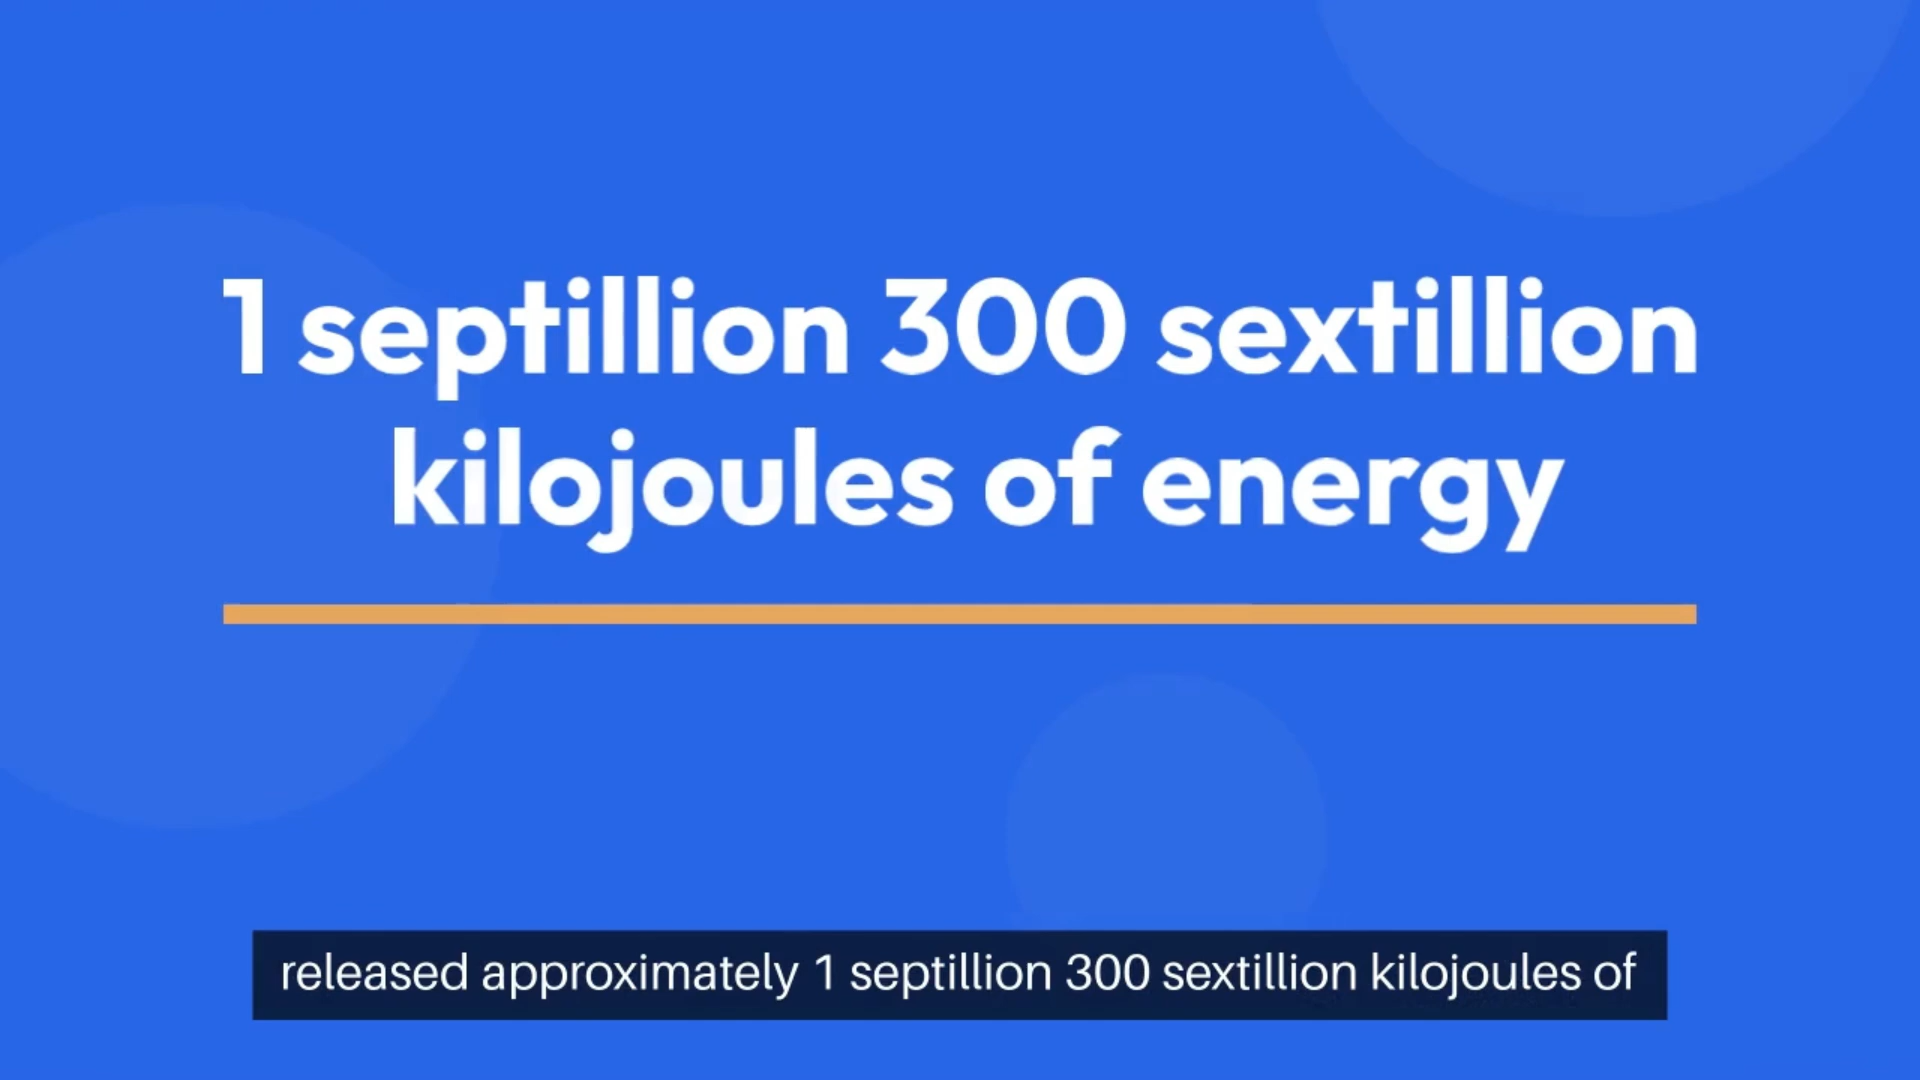 1 septillion 300 sextillion
kilojoules of energy
released approximately 1 septillion 300 sextillion kilojoules of